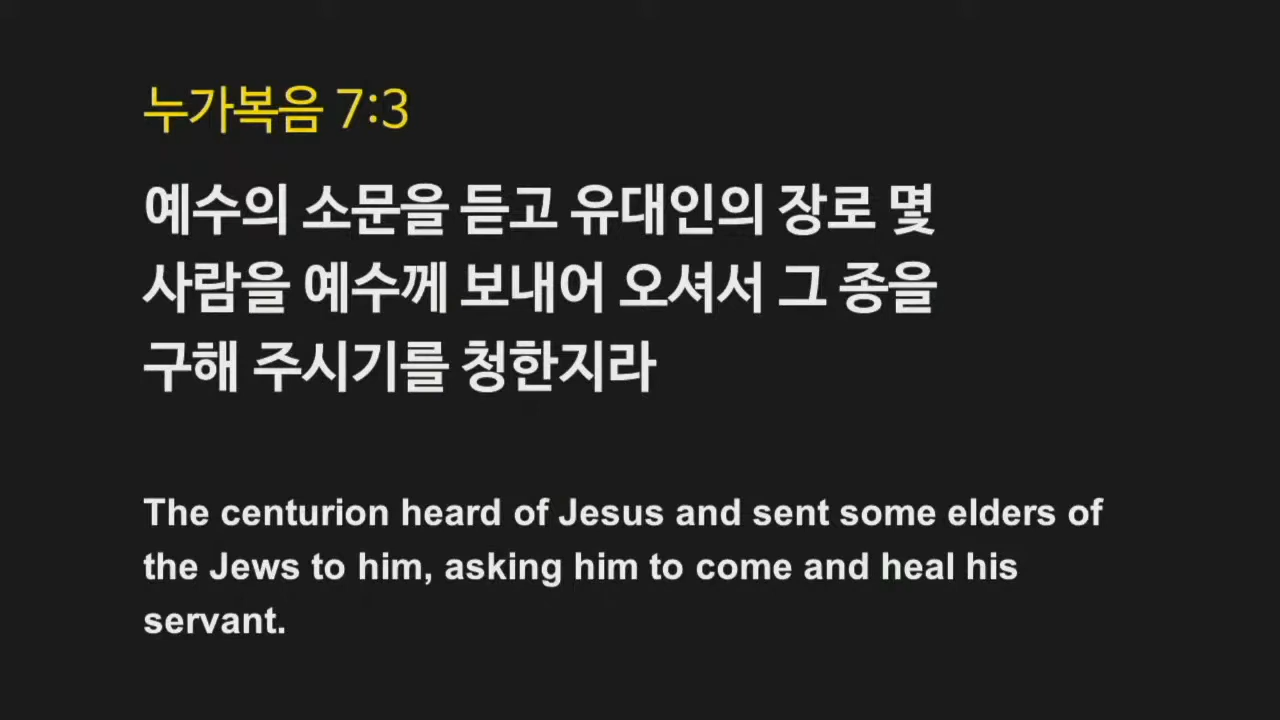 누가복음 7:3
예수의 소문을 듣고 유대인의 장로 몇
사람을 예수께 보내어 오셔서 그 종을
구해 주시기를 청한지라
The centurion heard of Jesus and sent some elders of
the Jews to him, asking him to come and heal his
servant.